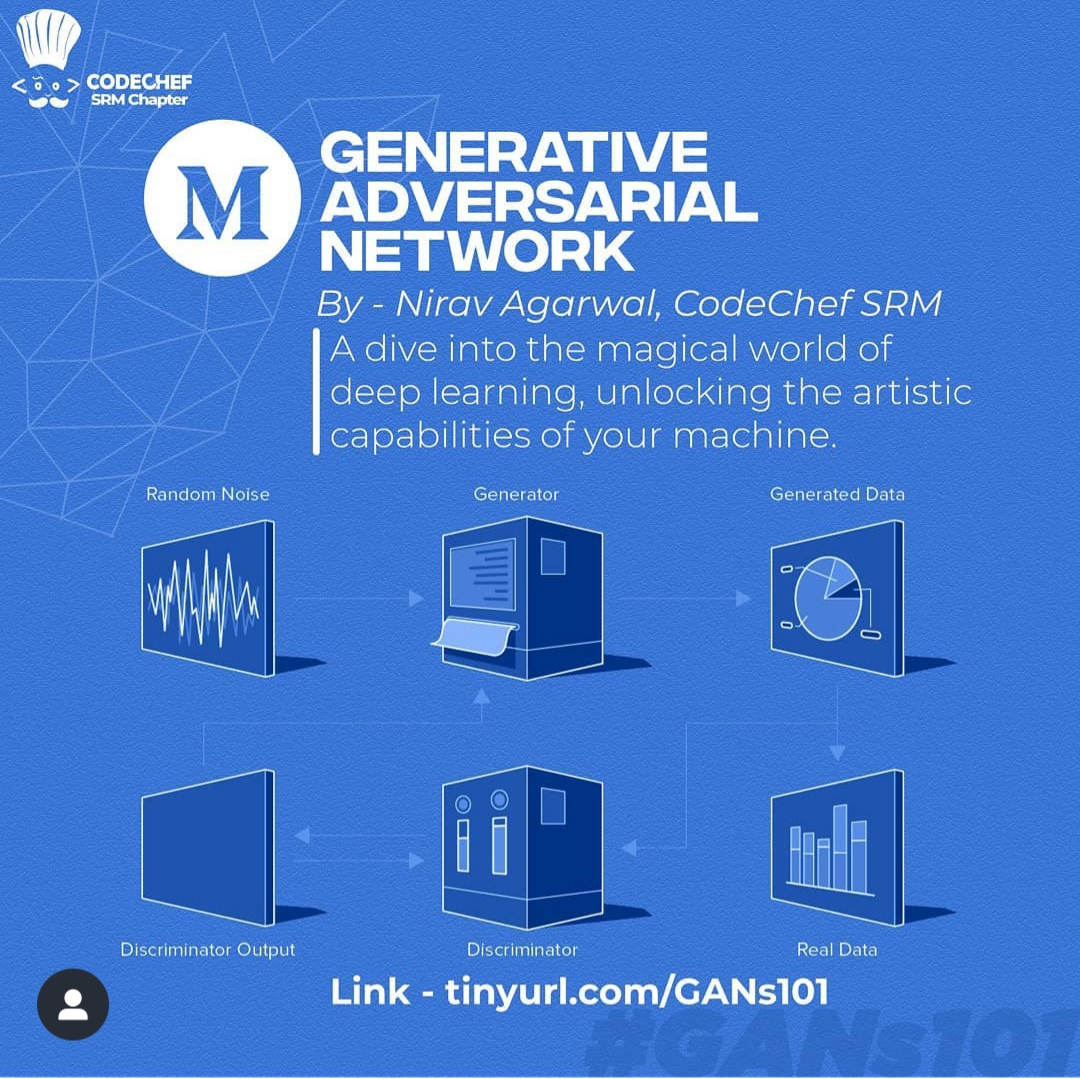 CODECHEF
SRM Chapter
M
GENERATIVE
ADVERSARIAL
NETWORK
By - Nirav Agarwal, CodeChef SRM
A dive into the magical world of
deep learning, unlocking the artistic
capabilities of your machine.
Random Noise
Generator
Generated Data
Discriminator Output
Discriminator
Real Data
Link - tinyurl.com/GANs101
#GANs101